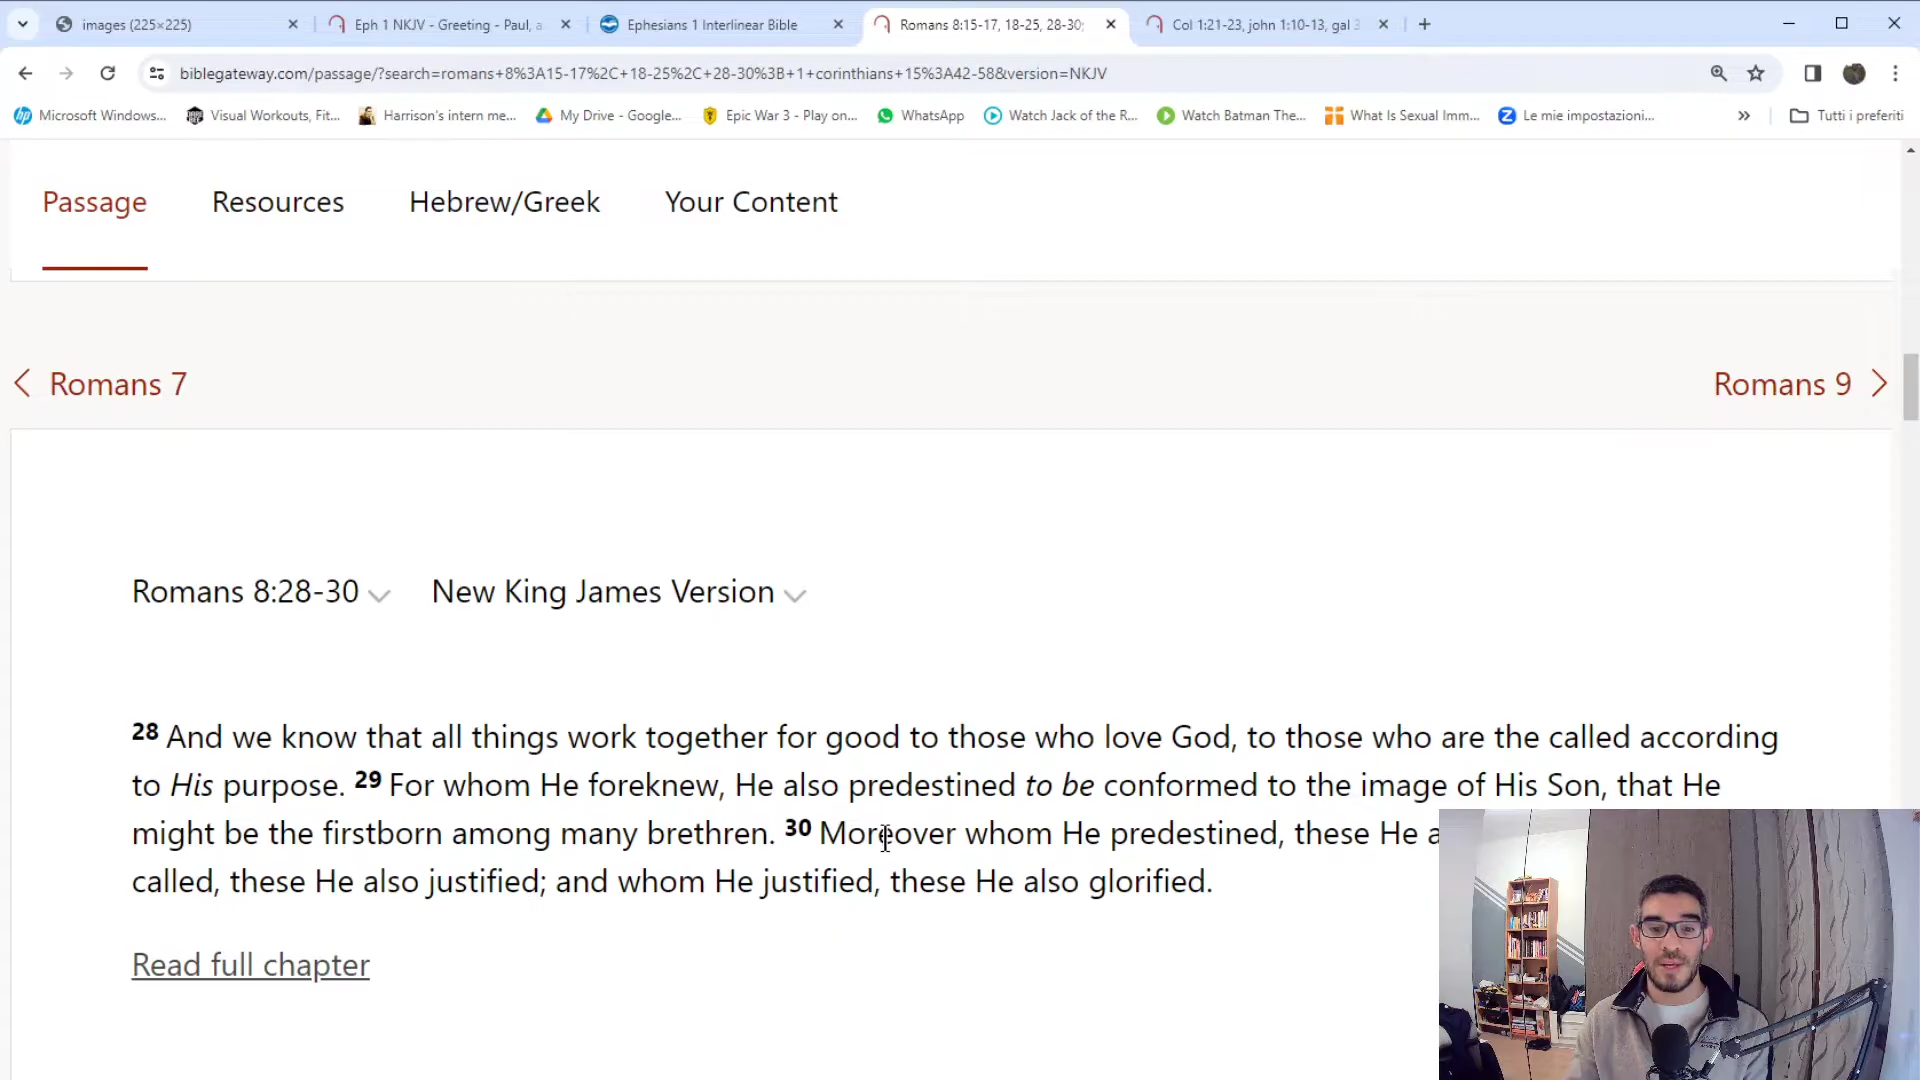 images (225×225)
Eph 1 NKJV - Greeting - Paul, a
Ephesians 1 Interlinear Bible
Romans 8:15-17, 18-25, 28-30;
Col 1:21-23, john 1:10-13, gal 3
biblegateway.com/passage/?search=romans+8%3A15-17%2C+18-25%2C+28-30%3B+1+corinthians+15%3A42-58&version=NKJV
Microsoft Windows...
Visual Workouts, Fit...
Harrison's intern me...
My Drive - Google...
Epic War 3 - Play on...
WhatsApp
Watch Jack of the R...
Watch Batman The...
What Is Sexual Imm...
Le mie impostazioni...
»
Tutti i preferiti
Passage
Resources
Hebrew/Greek
Your Content
Romans 7
Romans 9
Romans 8:28-30
New King James Version
28 And we know that all things work together for good to those who love God, to those who are the called according
to His purpose. 29 For whom He foreknew, He also predestined to be conformed to the image of His Son, that He
might be the firstborn among many brethren. 30 Moreover whom He predestined, these He a
called, these He also justified; and whom He justified, these He also glorified.
Read full chapter